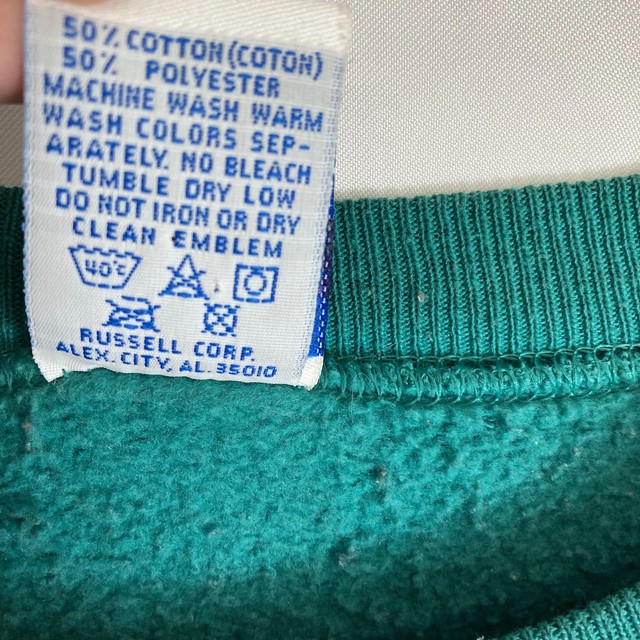 50% COTTON (COTON)
50% POLYESTER
MACHINE WASH WARM
WASH COLORS SEP-
ARATELY. NO BLEACH
TUMBLE DRY LOW
DO NOT IRON OR DRY
CLEAN EMBLEM
40°C
RUSSELL CORP.
ALEX. CITY, AL. 35010